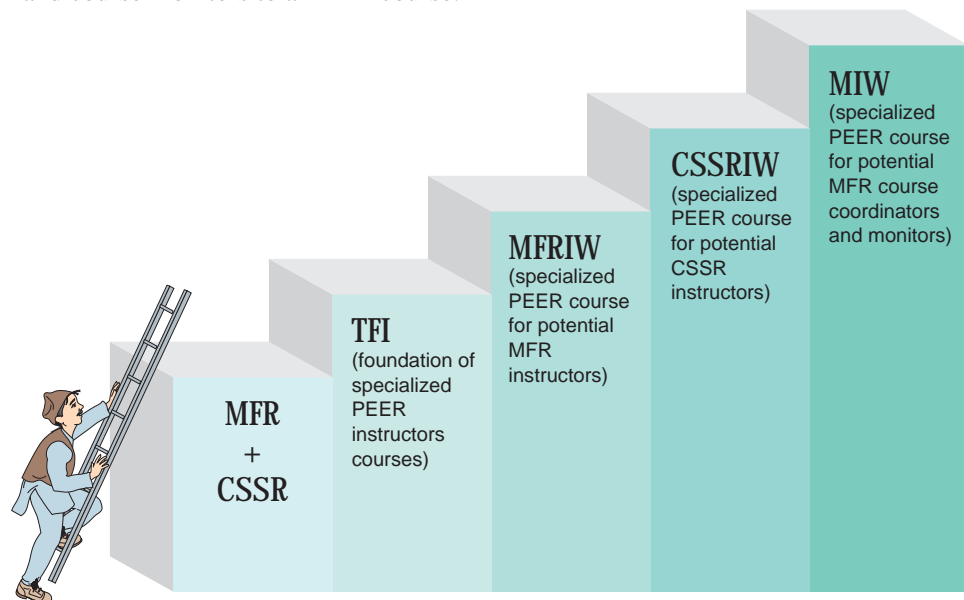 MFR
+
CSSR
TFI
(foundation of
specialized
PEER
instructors
courses)
MFRIW
(specialized
PEER course
for potential
MFR
instructors)
CSSRIW
(specialized
PEER course
for potential
CSSR
instructors)
MIW
(specialized
PEER course
for potential
MFR course
coordinators
and monitors)